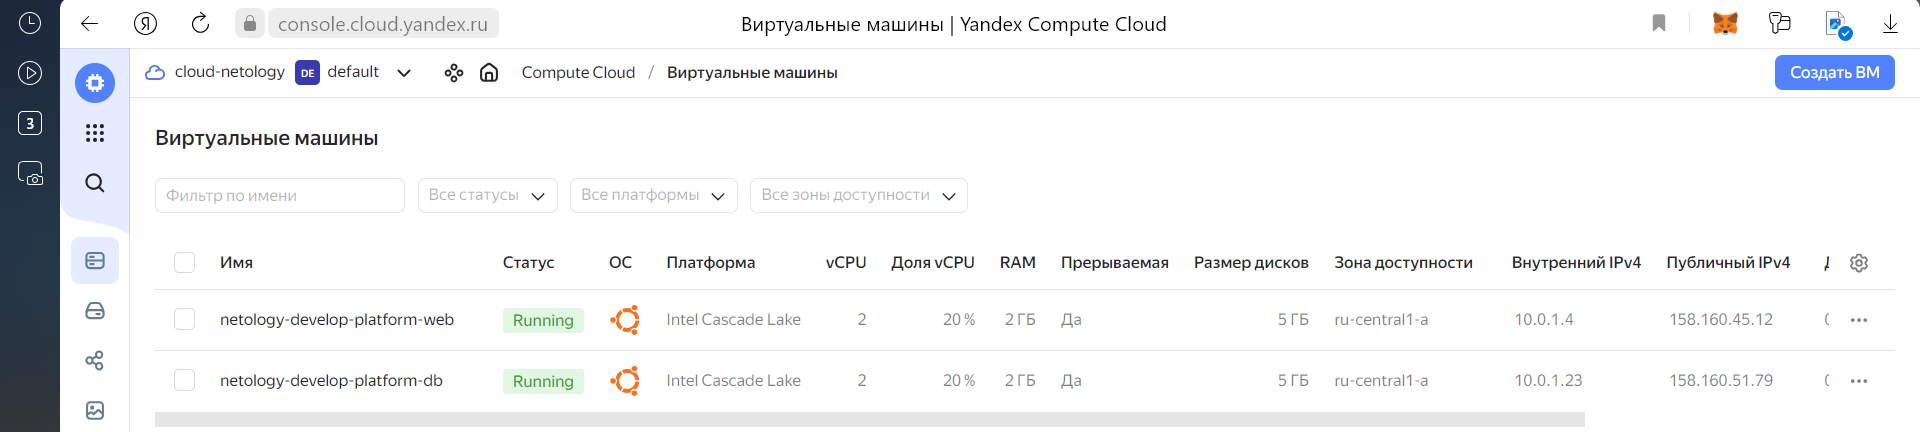 Я
console.cloud.yandex.ru
Виртуальные машины | Yandex Compute Cloud
3
cloud-netology DE default Compute Cloud / Виртуальные машины Создать ВМ
Виртуальные машины
Фильтр по имени Все статусы Все платформы Все зоны доступности
Имя Статус ОС Платформа vCPU Доля vCPU RAM Прерываемая Размер дисков Зона доступности Внутренний IPv4 Публичный IPv4
netology-develop-platform-web Running Intel Cascade Lake 2 20 % 2 ГБ Да 5 ГБ ru-central1-a 10.0.1.4 158.160.45.12
netology-develop-platform-db Running Intel Cascade Lake 2 20 % 2 ГБ Да 5 ГБ ru-central1-a 10.0.1.23 158.160.51.79